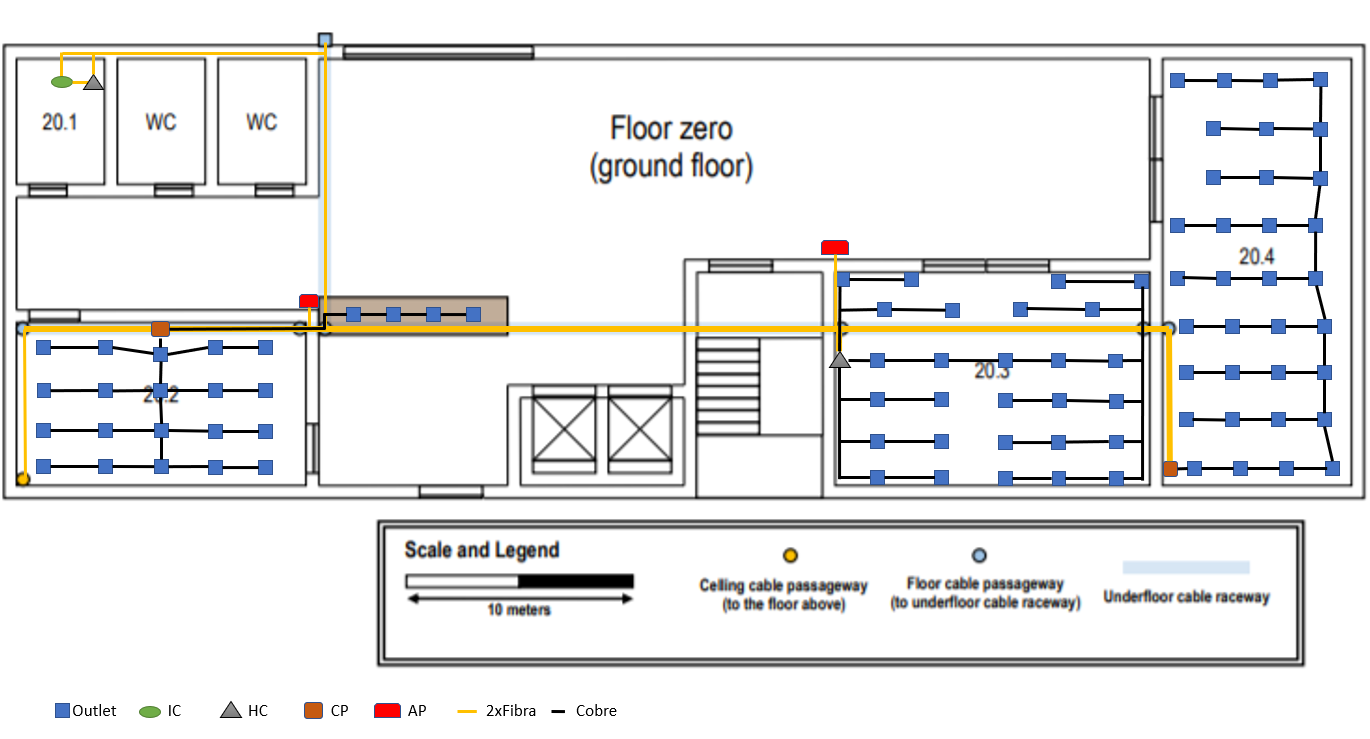 20.1
WC
WC
Floor zero
(ground floor)
20.4
20.2
20.3
Scale and Legend
10 meters
Celling cable passageway
(to the floor above)
Floor cable passageway
(to underfloor cable raceway)
Underfloor cable raceway
Outlet
IC
HC
CP
AP
2xFibra
Cobre